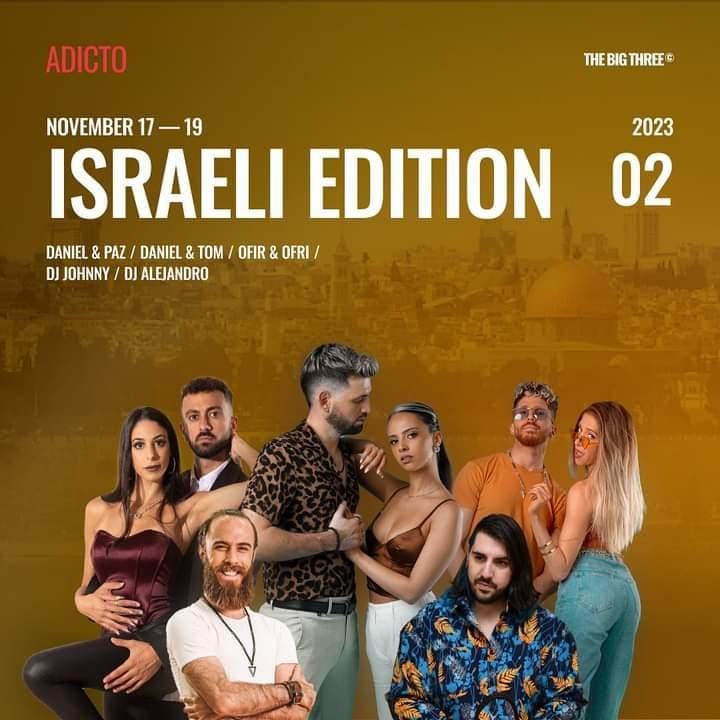 ADICTO
THE BIG THREE©
NOVEMBER 17 — 19
2023
ISRAELI EDITION
02
DANIEL & PAZ / DANIEL & TOM / OFIR & OFRI /
DJ JOHNNY / DJ ALEJANDRO